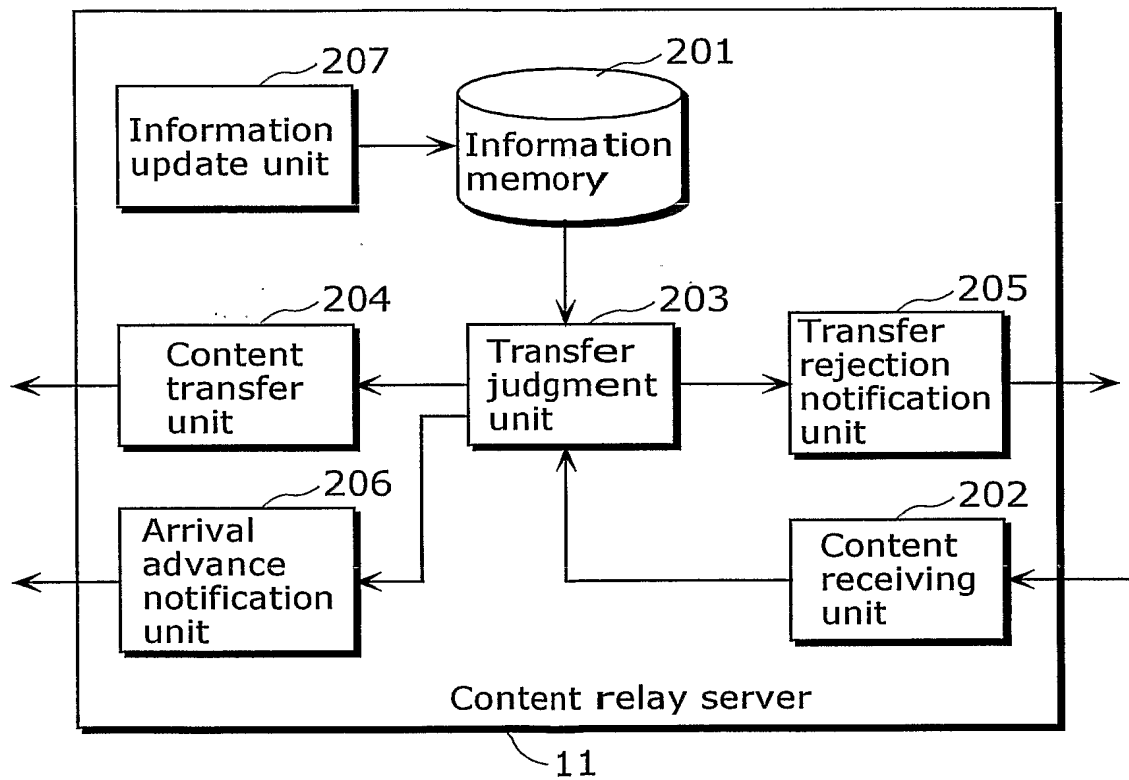 207
201
Information
update unit
Information
memory
204
203
205
Content
transfer
unit
Transfer
judgment
unit
Transfer
rejection
notification
unit
206
202
Arrival
advance
notification
unit
Content
receiving
unit
Content relay server
11